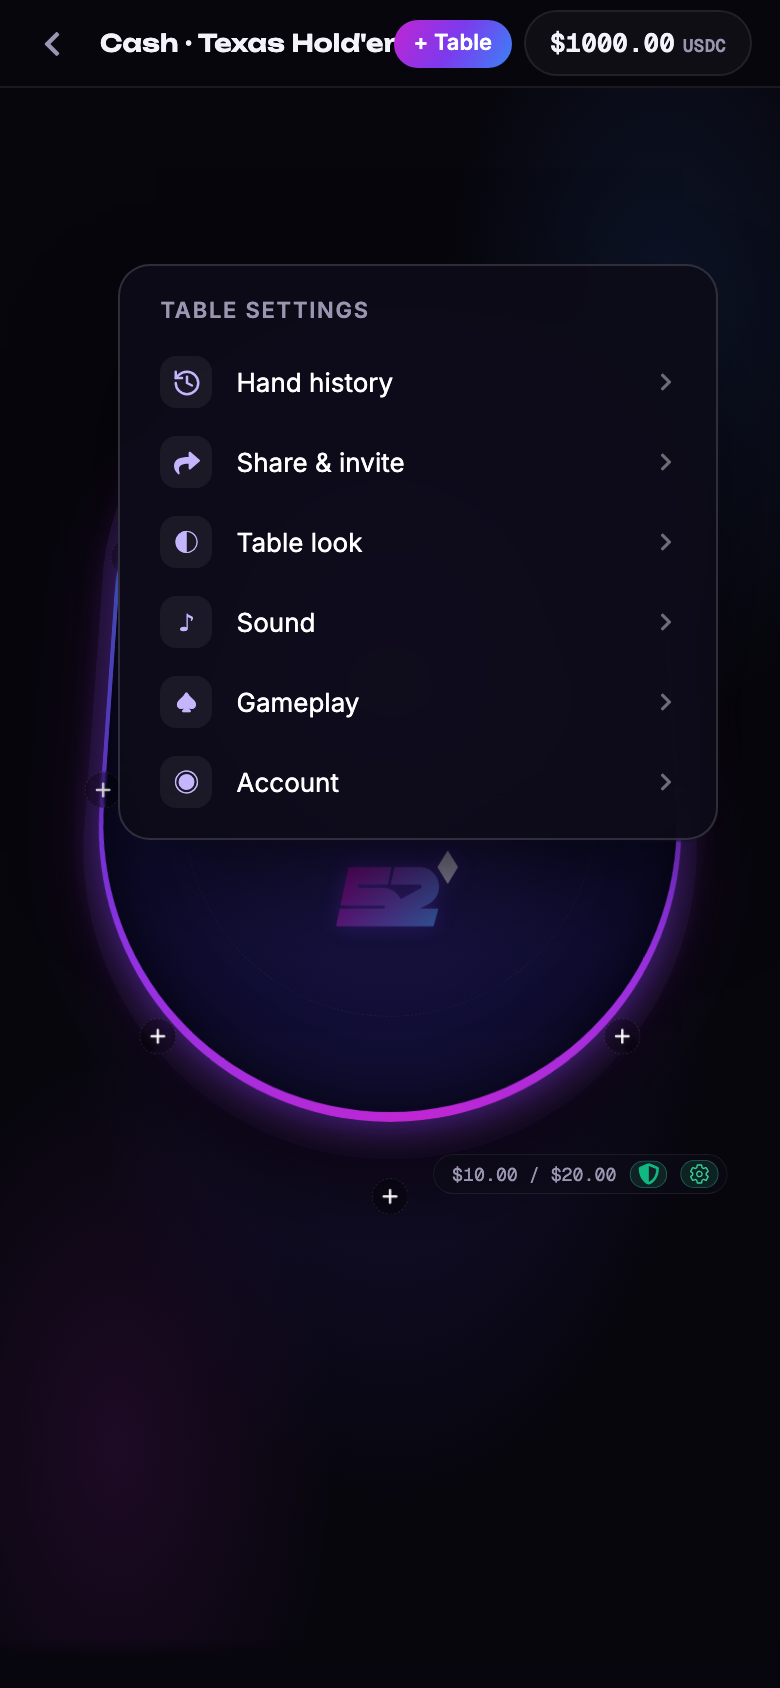 Cash · Texas Hold'er
+ Table
$1000.00 USDC
TABLE SETTINGS
Hand history
Share & invite
Table look
Sound
Gameplay
Account
52
$10.00 / $20.00